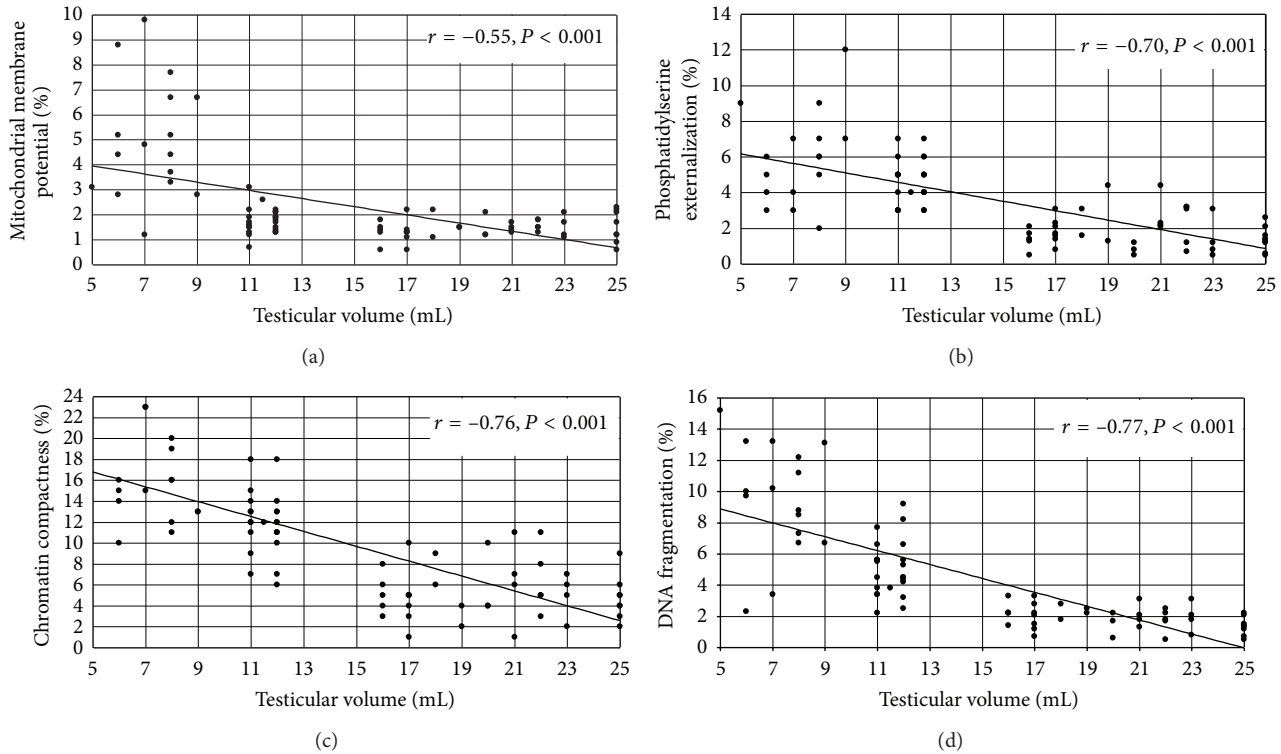 Mitochondrial membrane
potential (%)
10
9
8
7
6
5
4
3
2
1
0
r = −0.55, P < 0.001
5 7 9 11 13 15 17 19 21 23 25
Testicular volume (mL)
(a)
Phosphatidylserine
externalization (%)
14
12
10
8
6
4
2
0
r = −0.70, P < 0.001
5 7 9 11 13 15 17 19 21 23 25
Testicular volume (mL)
(b)
Chromatin compactness (%)
24
22
20
18
16
14
12
10
8
6
4
2
0
r = −0.76, P < 0.001
5 7 9 11 13 15 17 19 21 23 25
Testicular volume (mL)
(c)
DNA fragmentation (%)
16
14
12
10
8
6
4
2
0
r = −0.77, P < 0.001
5 7 9 11 13 15 17 19 21 23 25
Testicular volume (mL)
(d)